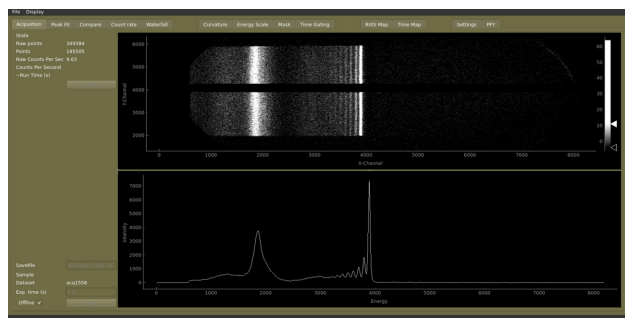 File Display
Acquisition Peak Fit Compare Count rate Waterfall Curvature Energy Scale Mask Time Gating RIXS Map Time Map Settings PFY
State
Raw points 349384
Points 185505
Raw Counts Per Sec 9.63
Counts Per Second
~Run Time (s)
Savefile
Sample
Dataset acq1556
Exp. time (s)
Offline ✓
Y-Channel
6000
5000
4000
3000
2000
0 1000 2000 3000 4000 5000 6000 7000 8000
X-Channel
60
50
40
30
20
10
0
Intensity
7000
6000
5000
4000
3000
2000
1000
0
0 1000 2000 3000 4000 5000 6000 7000 8000
Energy